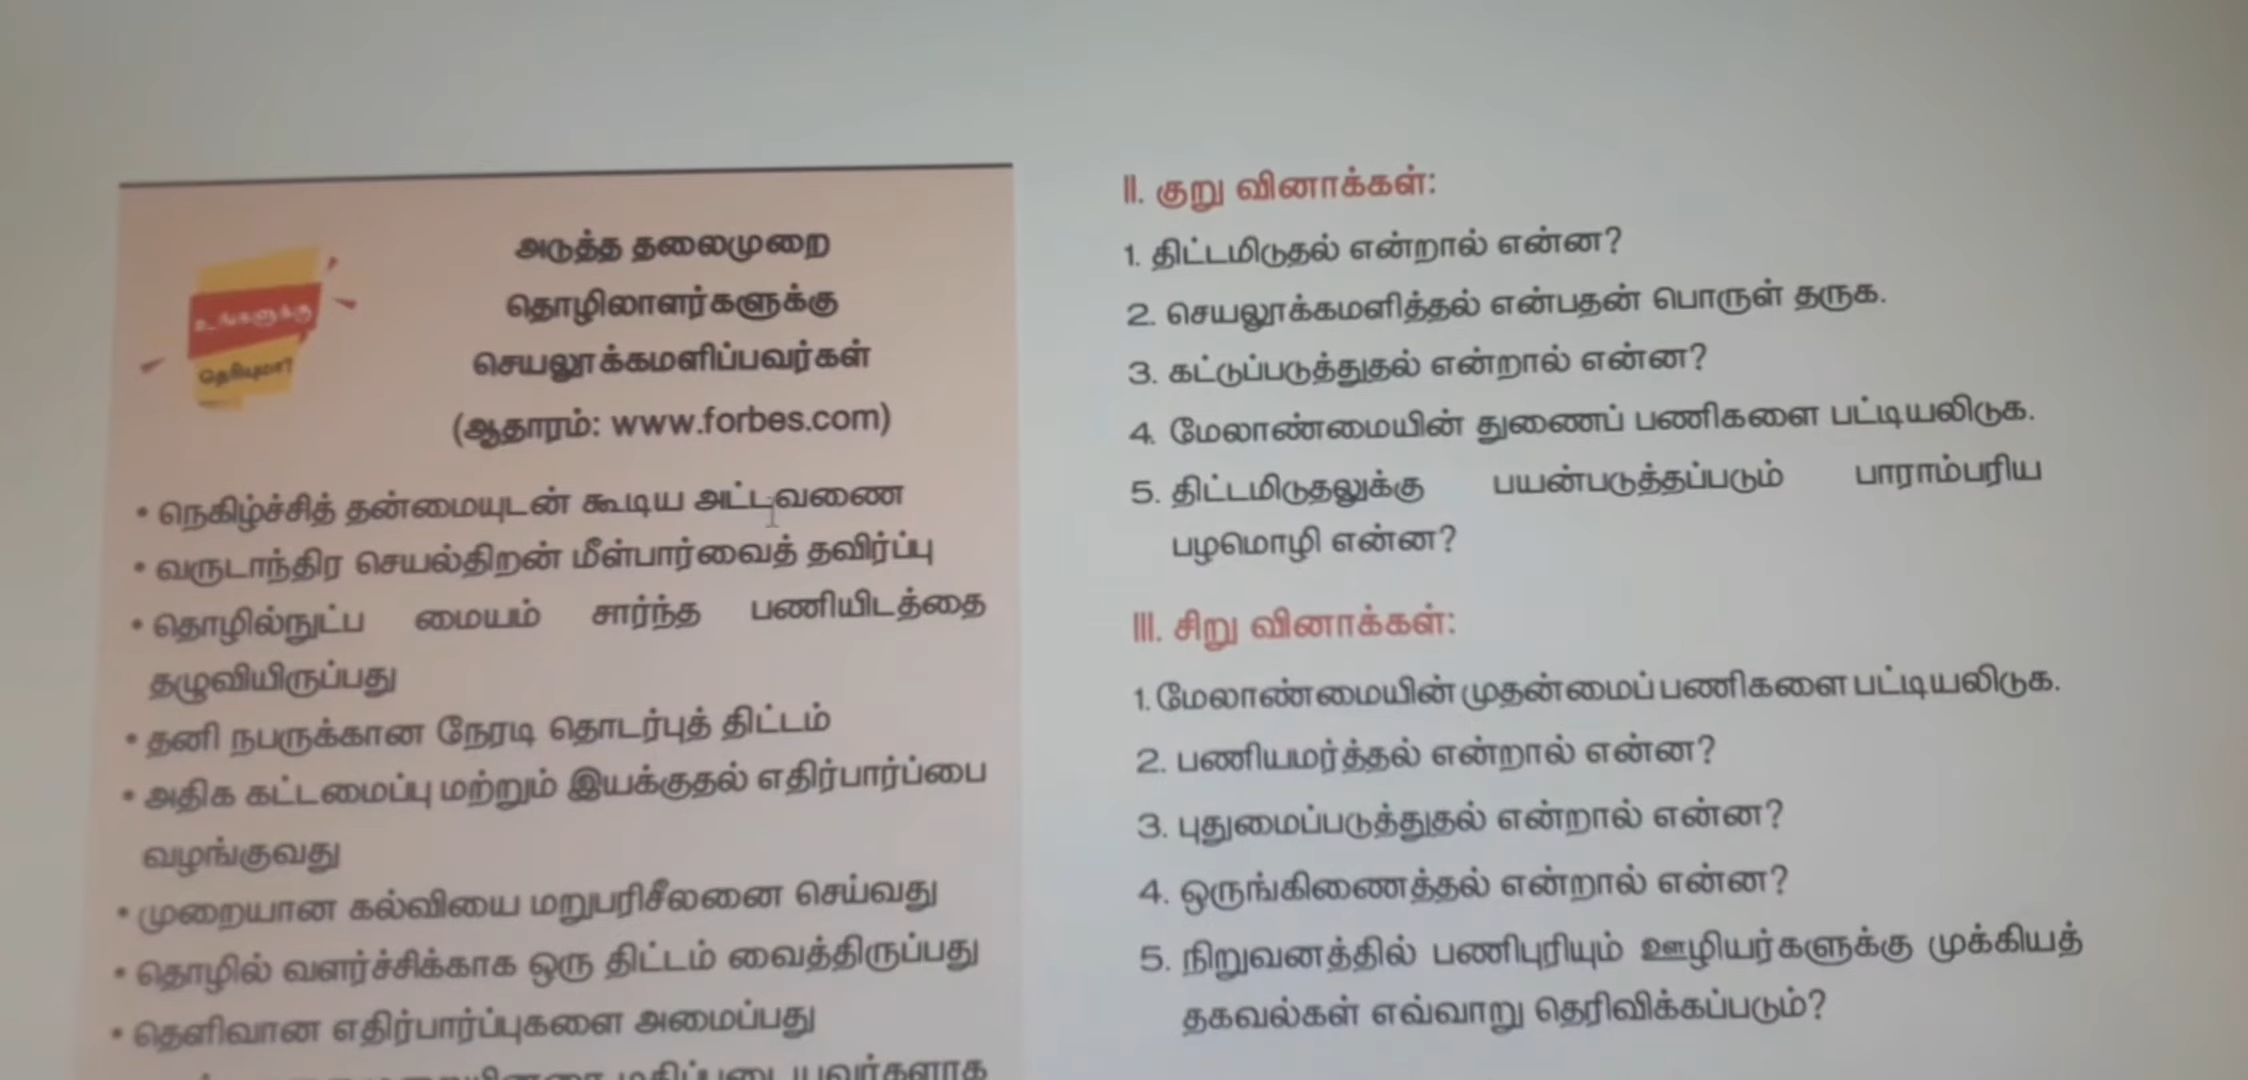 உங்களுக்கு
தெரியுமா?
அடுத்த தலைமுறை
தொழிலாளர்களுக்கு
செயலூக்கமளிப்பவர்கள்
(ஆதாரம்: www.forbes.com)
• நெகிழ்ச்சித் தன்மையுடன் கூடிய அட்டவணை
• வருடாந்திர செயல்திறன் மீள்பார்வைத் தவிர்ப்பு
• தொழில்நுட்ப மையம் சார்ந்த பணியிடத்தை
தழுவியிருப்பது
• தனி நபருக்கான நேரடி தொடர்புத் திட்டம்
• அதிக கட்டமைப்பு மற்றும் இயக்குதல் எதிர்பார்ப்பை
வழங்குவது
• முறையான கல்வியை மறுபரிசீலனை செய்வது
• தொழில் வளர்ச்சிக்காக ஒரு திட்டம் வைத்திருப்பது
• தெளிவான எதிர்பார்ப்புகளை அமைப்பது
II. குறு வினாக்கள்:
1. திட்டமிடுதல் என்றால் என்ன?
2. செயலூக்கமளித்தல் என்பதன் பொருள் தருக.
3. கட்டுப்படுத்துதல் என்றால் என்ன?
4. மேலாண்மையின் துணைப் பணிகளை பட்டியலிடுக.
5. திட்டமிடுதலுக்கு பயன்படுத்தப்படும் பாராம்பரிய
பழமொழி என்ன?
III. சிறு வினாக்கள்:
1. மேலாண்மையின் முதன்மைப் பணிகளை பட்டியலிடுக.
2. பணியமர்த்தல் என்றால் என்ன?
3. புதுமைப்படுத்துதல் என்றால் என்ன?
4. ஒருங்கிணைத்தல் என்றால் என்ன?
5. நிறுவனத்தில் பணிபுரியும் ஊழியர்களுக்கு முக்கியத்
தகவல்கள் எவ்வாறு தெரிவிக்கப்படும்?